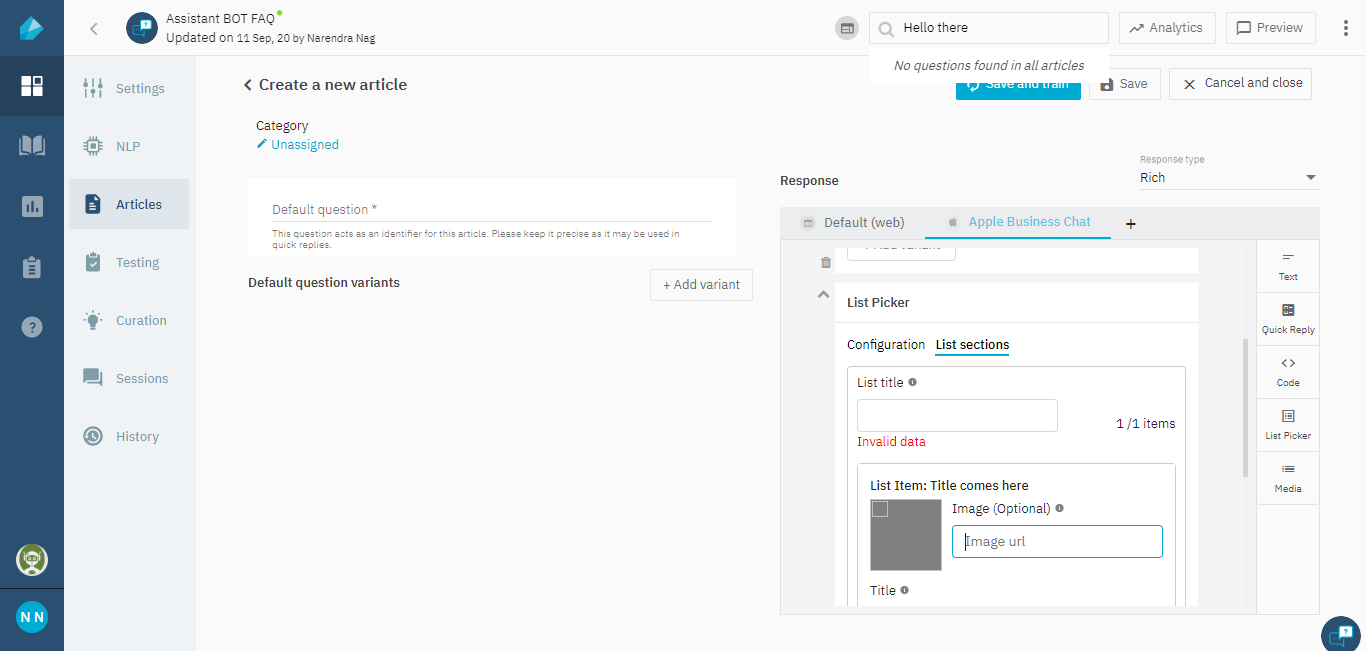 Assistant BOT FAQ
Updated on 11 Sep, 20 by Narendra Nag
Hello there
Analytics
Preview
No questions found in all articles
Settings
NLP
Articles
Testing
Curation
Sessions
History
N N
Create a new article
Save and train
Save
Cancel and close
Category
Unassigned
Default question *
This question acts as an identifier for this article. Please keep it precise as it may be used in
quick replies.
Default question variants
+ Add variant
Response
Response type
Rich
Default (web)
Apple Business Chat
+
+ Add variant
List Picker
Configuration
List sections
List title
1 /1 items
Invalid data
List Item: Title comes here
Image (Optional)
Image url
Title
Text
Quick Reply
Code
List Picker
Media